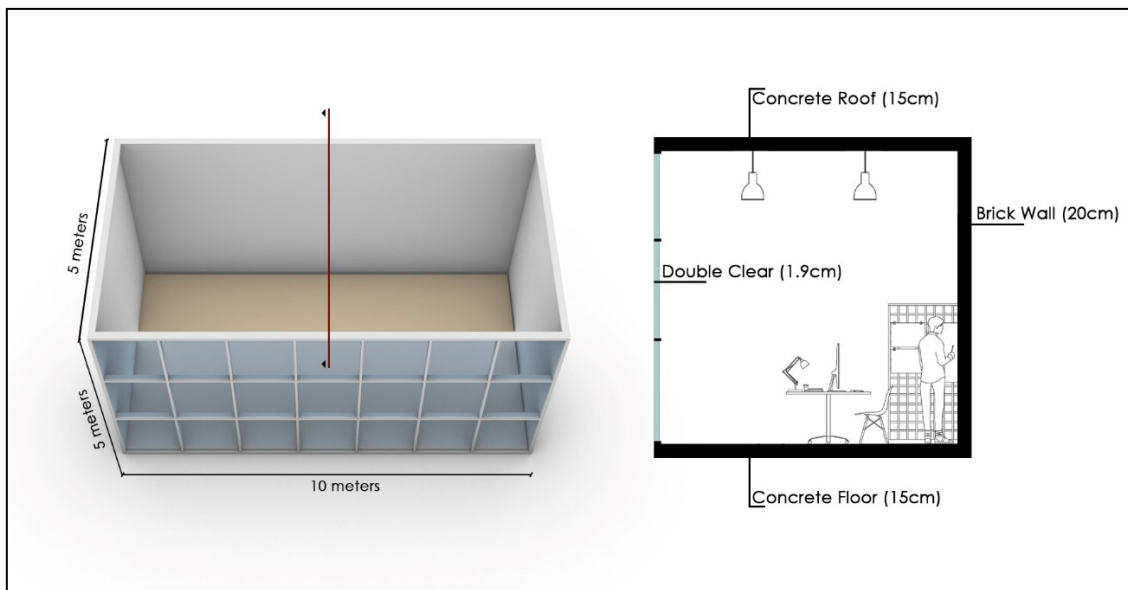 5 meters
5 meters
10 meters
Concrete Roof (15cm)
Brick Wall (20cm)
Double Clear (1.9cm)
Concrete Floor (15cm)